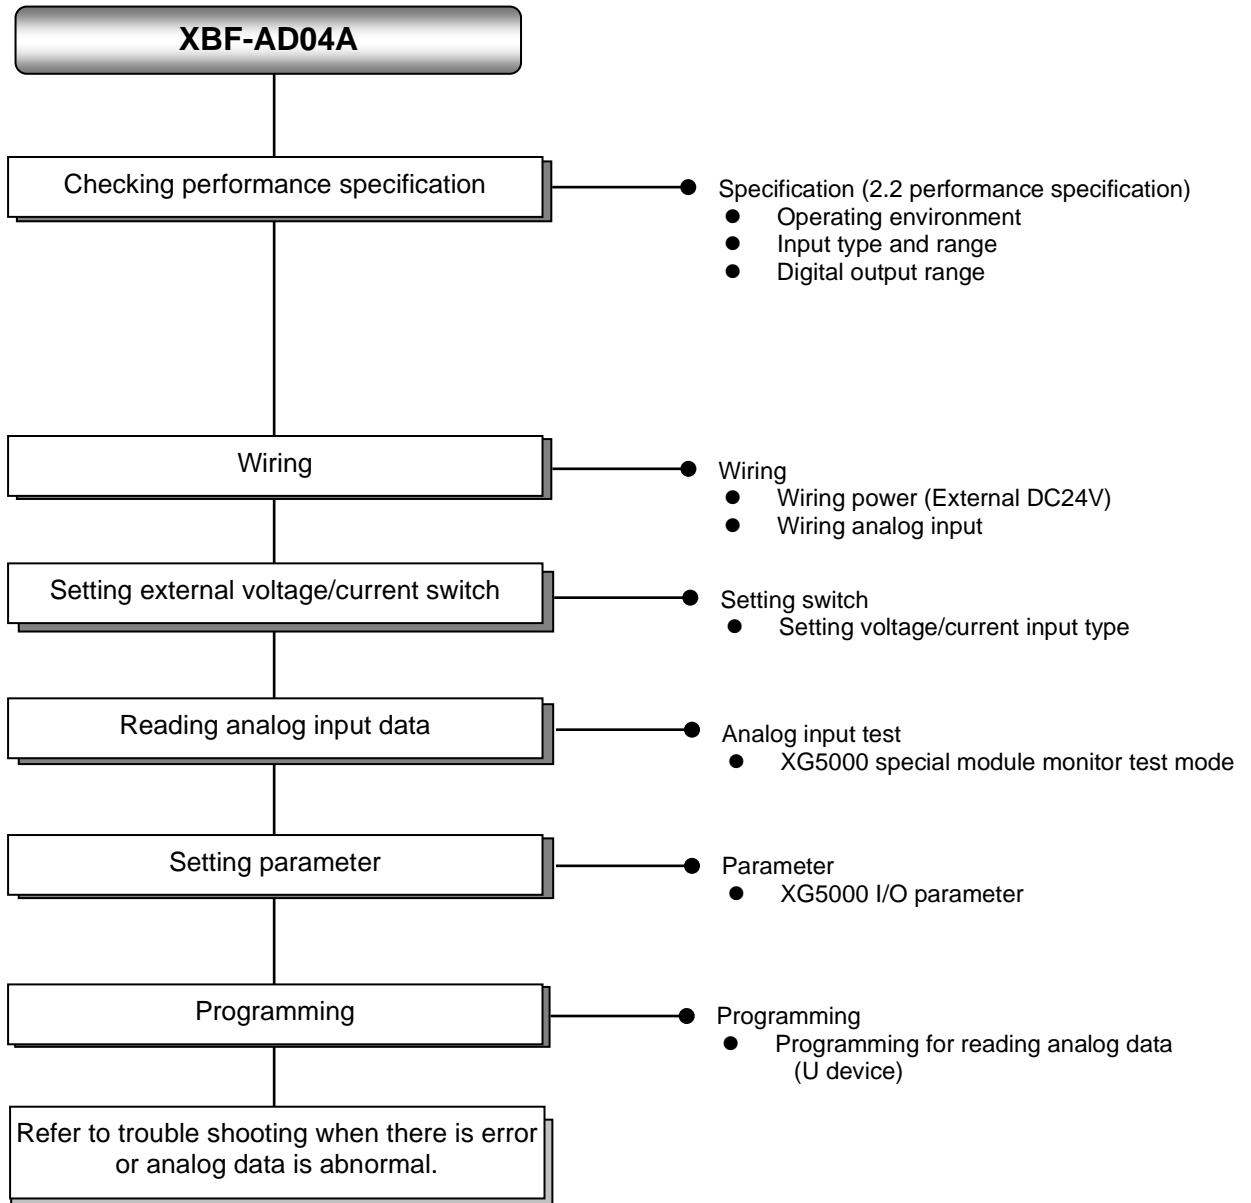 XBF-AD04A
Checking performance specification
Specification (2.2 performance specification)
● Operating environment
● Input type and range
● Digital output range
Wiring
Wiring
● Wiring power (External DC24V)
● Wiring analog input
Setting external voltage/current switch
Setting switch
● Setting voltage/current input type
Reading analog input data
Analog input test
● XG5000 special module monitor test mode
Setting parameter
Parameter
● XG5000 I/O parameter
Programming
Programming
● Programming for reading analog data
(U device)
Refer to trouble shooting when there is error
or analog data is abnormal.